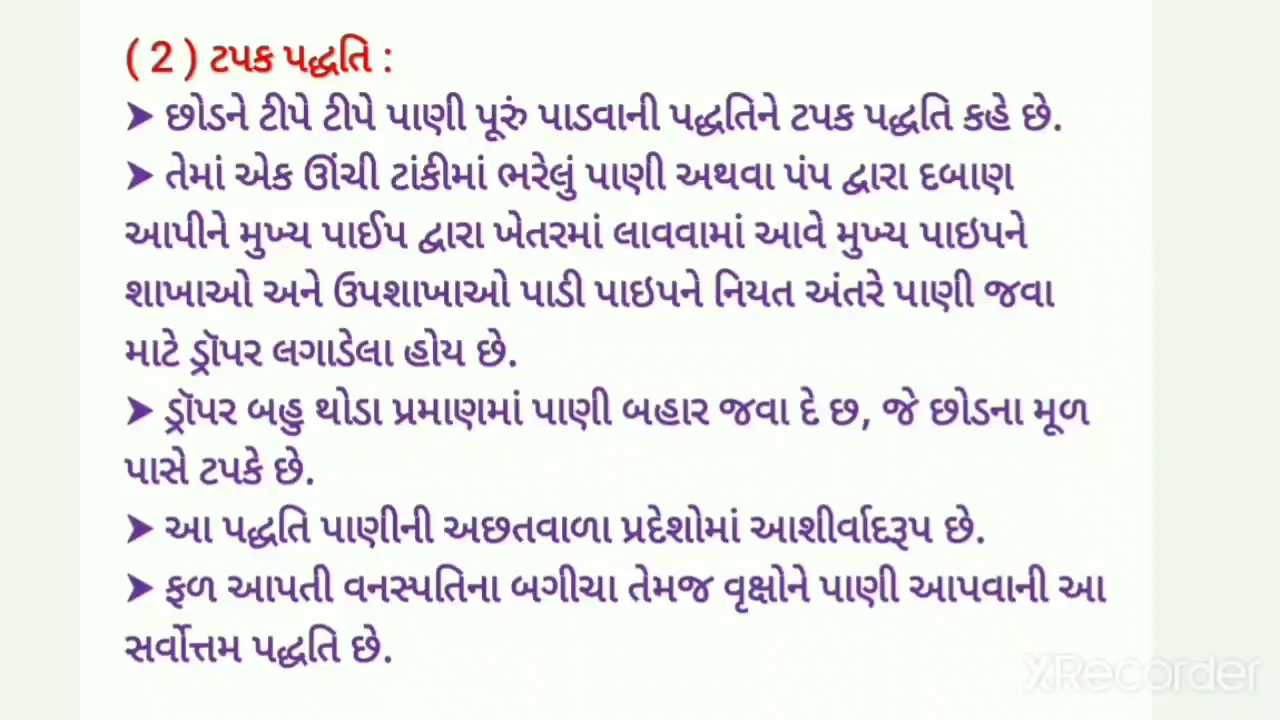 ( 2 ) ટપક પદ્ધતિ :
➤ છોડને ટીપે ટીપે પાણી પૂરું પાડવાની પદ્ધતિને ટપક પદ્ધતિ કહે છે.
➤ તેમાં એક ઊંચી ટાંકીમાં ભરેલું પાણી અથવા પંપ દ્વારા દબાણ
આપીને મુખ્ય પાઈપ દ્વારા ખેતરમાં લાવવામાં આવે મુખ્ય પાઇપને
શાખાઓ અને ઉપશાખાઓ પાડી પાઇપને નિયત અંતરે પાણી જવા
માટે ડ્રૉપર લગાડેલા હોય છે.
➤ ડ્રૉપર બહુ થોડા પ્રમાણમાં પાણી બહાર જવા દે છ, જે છોડના મૂળ
પાસે ટપકે છે.
➤ આ પદ્ધતિ પાણીની અછતવાળા પ્રદેશોમાં આશીર્વાદરૂપ છે.
➤ ફળ આપતી વનસ્પતિના બગીચા તેમજ વૃક્ષોને પાણી આપવાની આ
સર્વોત્તમ પદ્ધતિ છે.
XRecorder